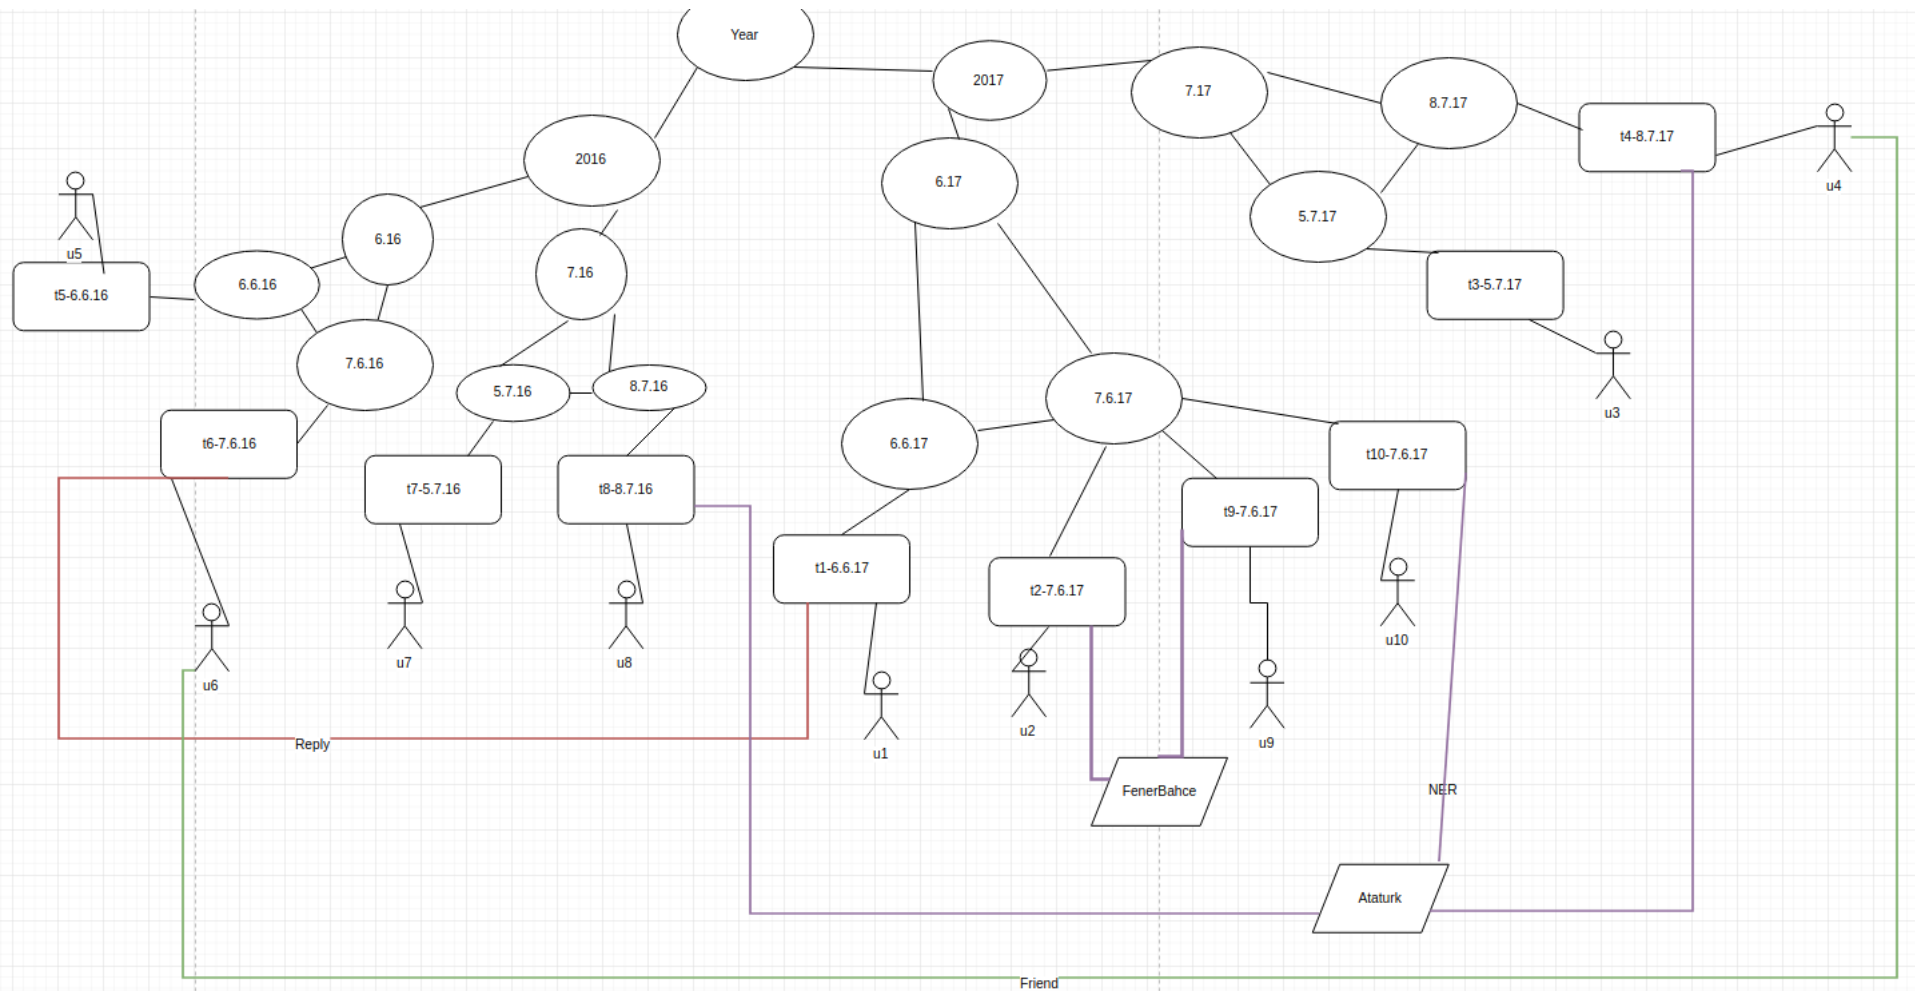 Year
2017
7.17
8.7.17
t4-8.7.17
u4
2016
6.17
5.7.17
6.16
7.16
u5
6.6.16
t5-6.6.16
t3-5.7.17
7.6.16
5.7.16
8.7.16
7.6.17
u3
t6-7.6.16
6.6.17
t10-7.6.17
t7-5.7.16
t8-8.7.16
t9-7.6.17
t1-6.6.17
t2-7.6.17
u10
u7
u8
u6
u2
u9
Reply
u1
FenerBahce
NER
Ataturk
Friend